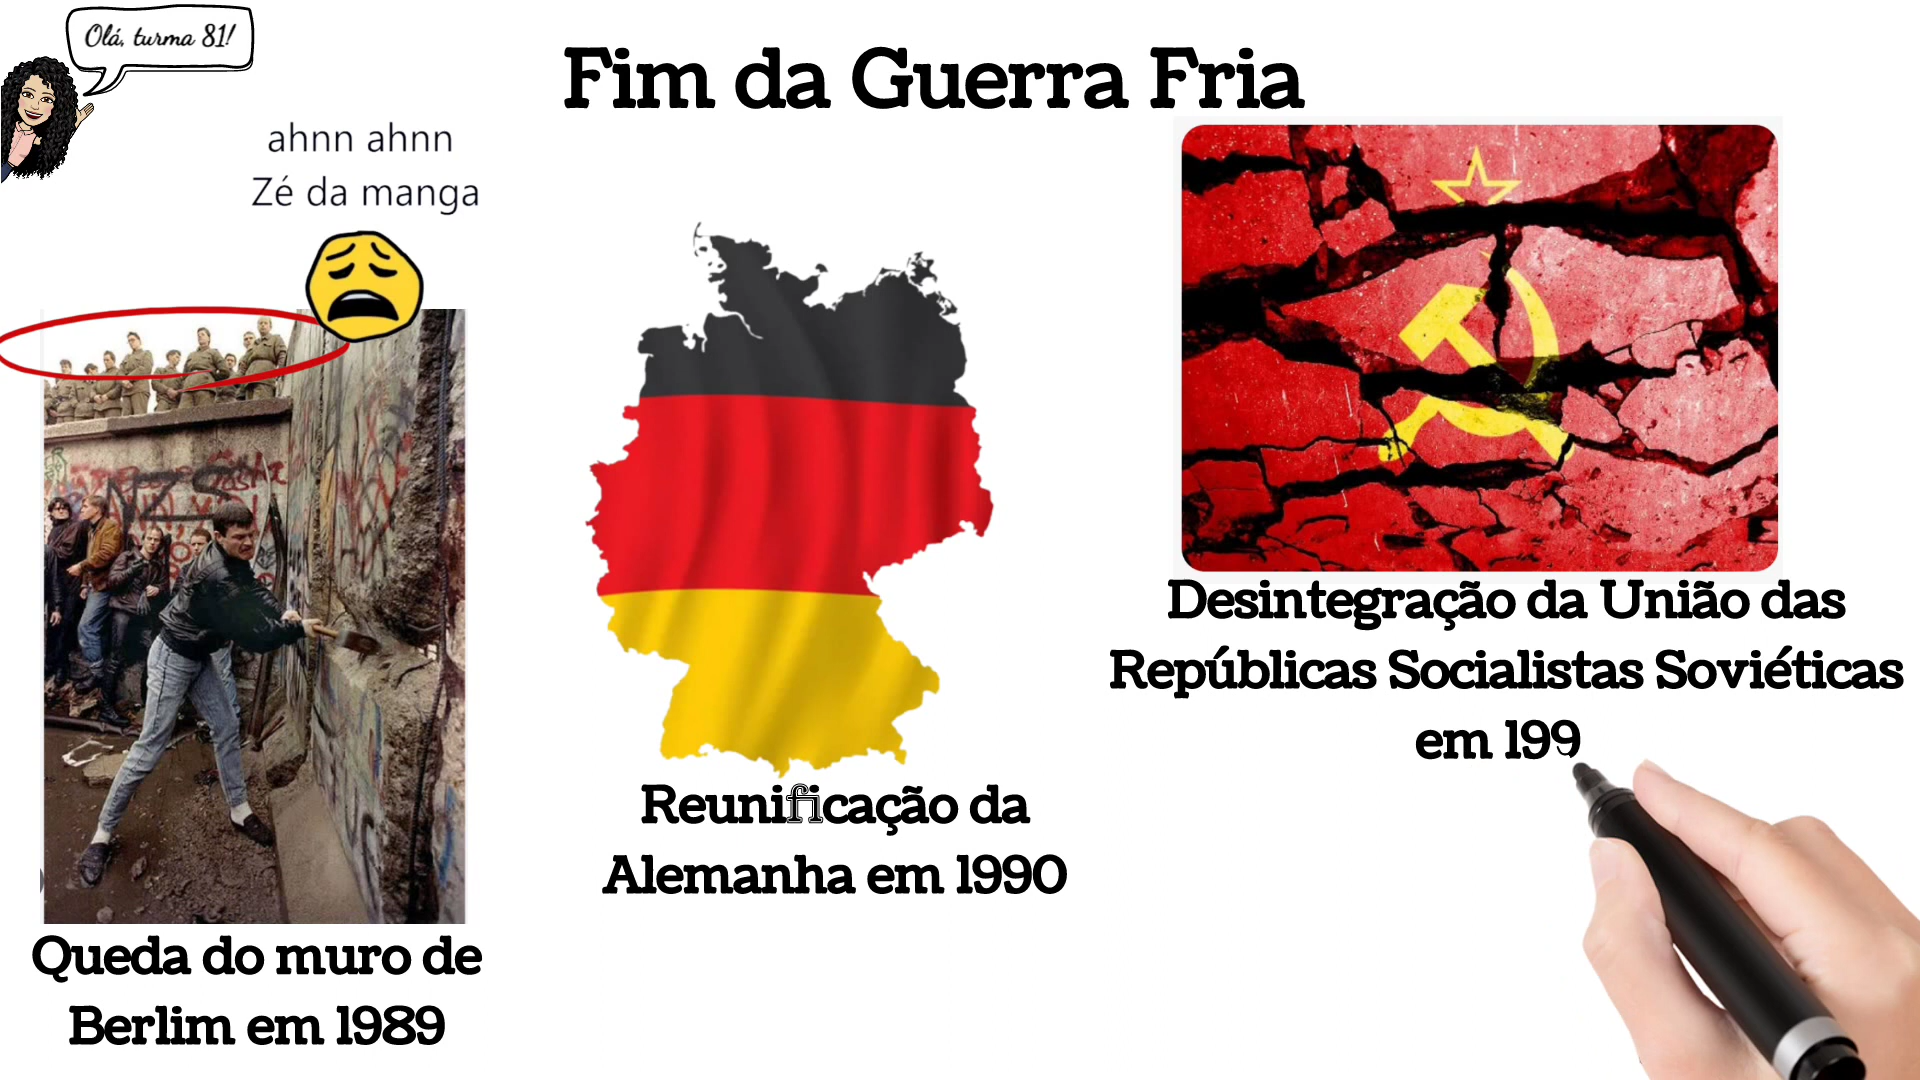 Olá, turma 81!
Fim da Guerra Fria
ahnn ahnn
Zé da manga
NZS
Desintegração da União das
Repúblicas Socialistas Soviéticas
em 199
Reunificação da
Alemanha em 1990
Queda do muro de
Berlim em 1989